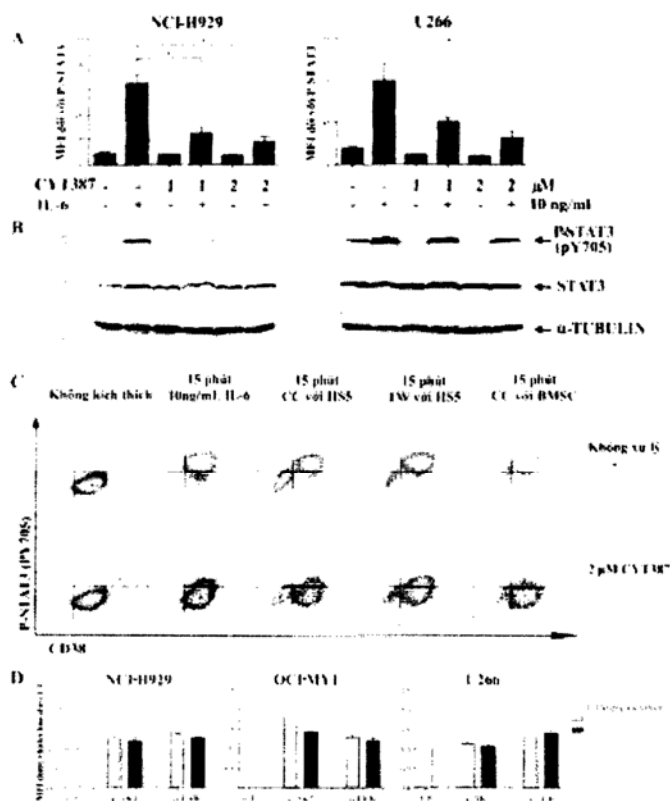 NCI-H929 U266
A
MFI đối với P-STAT3 MFI đối với P-STAT3
CYT387 - - 1 1 2 2 - - 1 1 2 2 µM
IL-6 - + - + - + - + - + - + 10 ng/ml
B
P-STAT3
(pY705)
STAT3
α-TUBULIN
C
Không kích thích
15 phút
10ng/mL IL-6
15 phút
CC với HS5
15 phút
TW với HS5
15 phút
CC với BMSC
Không xử lý
2 µM CYT387
P-STAT3 (PY705)
CD38
D
NCI-H929 OCI-MY1 U266